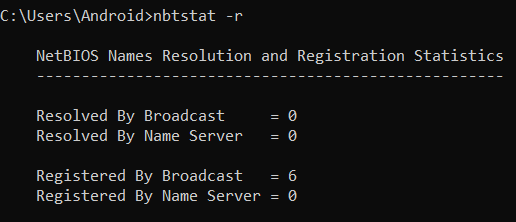 C:\Users\Android>nbtstat -r
NetBIOS Names Resolution and Registration Statistics
----------------------------------------------------
Resolved By Broadcast = 0
Resolved By Name Server = 0
Registered By Broadcast = 6
Registered By Name Server = 0